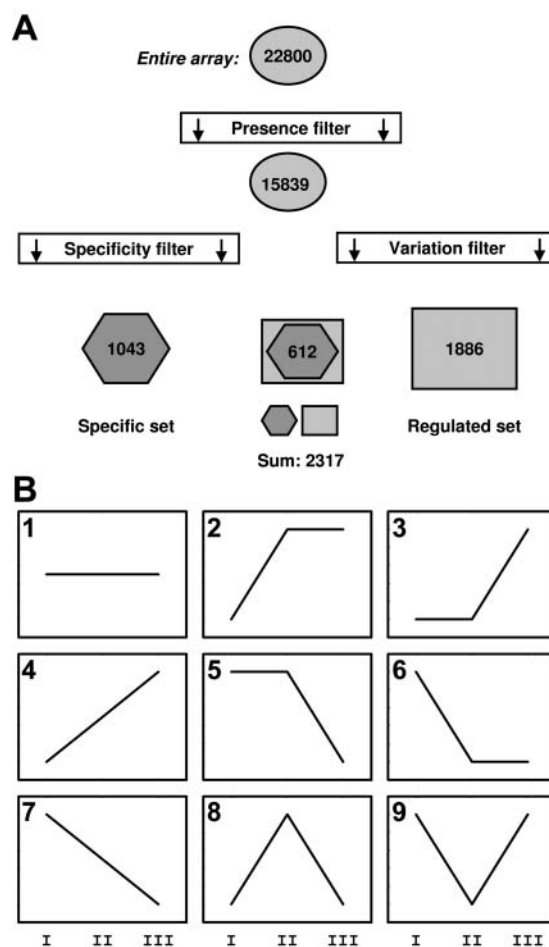 A
Entire array: 22800
Presence filter
15839
Specificity filter Variation filter
1043 612 1886
Specific set Regulated set
Sum: 2317
B
1 2 3
4 5 6
7 8 9
I II III I II III I II III